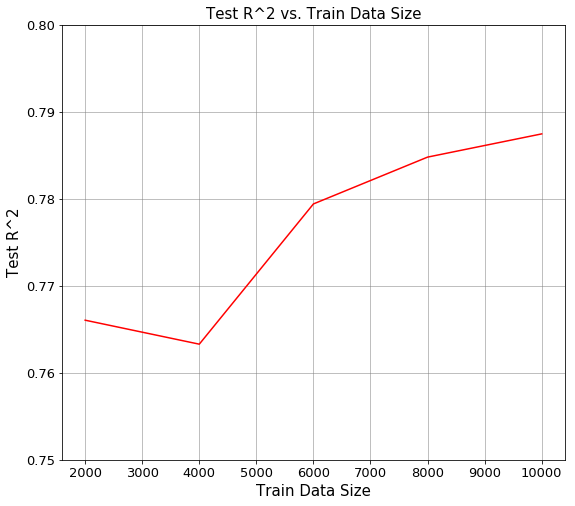 Test R^2 vs. Train Data Size
0.80
0.79
0.78
0.77
0.76
0.75
Test R^2
2000 3000 4000 5000 6000 7000 8000 9000 10000
Train Data Size